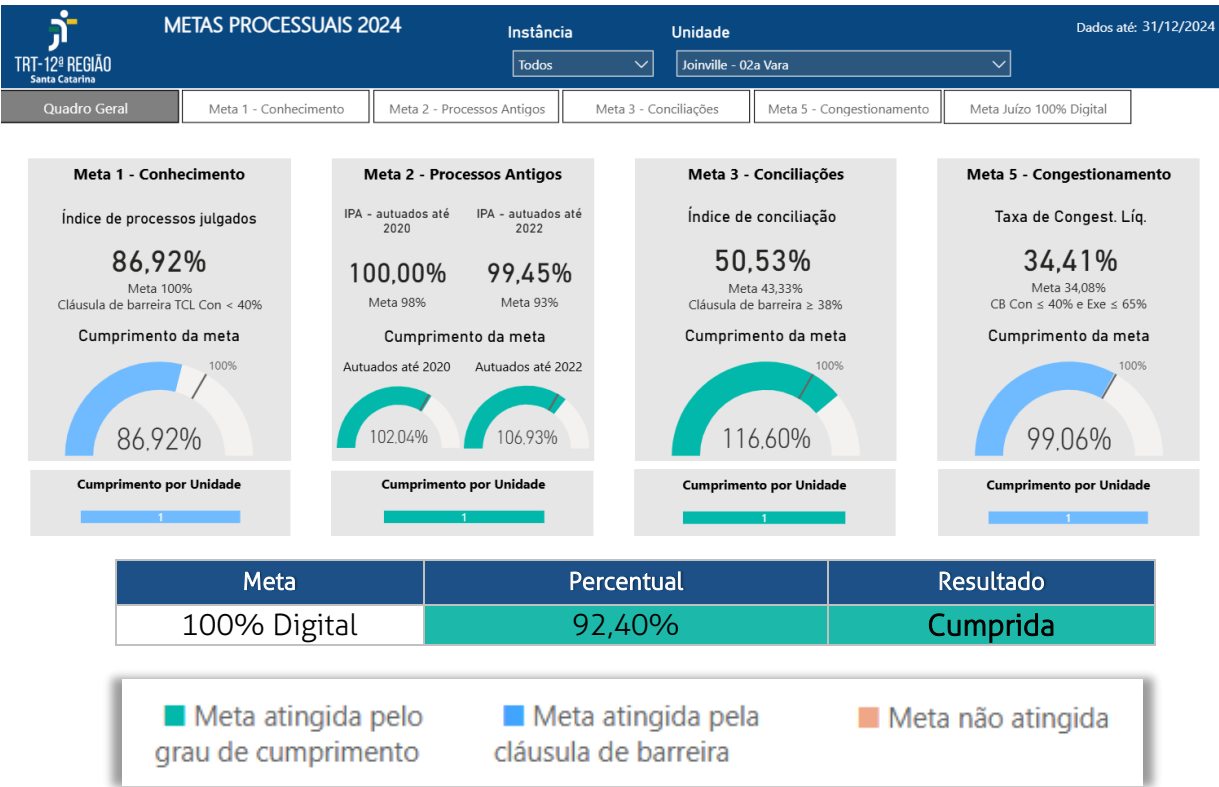 METAS PROCESSUAIS 2024
Instância
Unidade
Dados até: 31/12/2024
TRT-12ª REGIÃO
Santa Catarina
Todos
Joinville - 02a Vara
Quadro Geral
Meta 1 - Conhecimento
Meta 2 - Processos Antigos
Meta 3 - Conciliações
Meta 5 - Congestionamento
Meta Juízo 100% Digital
Meta 1 - Conhecimento
Índice de processos julgados
86,92%
Meta 100%
Cláusula de barreira TCL Con < 40%
Cumprimento da meta
100%
86,92%
Cumprimento por Unidade
1
Meta 2 - Processos Antigos
IPA - autuados até
2020
IPA - autuados até
2022
100,00%
99,45%
Meta 98%
Meta 93%
Cumprimento da meta
Autuados até 2020
Autuados até 2022
102,04%
106,93%
Cumprimento por Unidade
1
Meta 3 - Conciliações
Índice de conciliação
50,53%
Meta 43,33%
Cláusula de barreira ≥ 38%
Cumprimento da meta
100%
116,60%
Cumprimento por Unidade
1
Meta 5 - Congestionamento
Taxa de Congest. Líq.
34,41%
Meta 34,08%
CB Con ≤ 40% e Exe ≤ 65%
Cumprimento da meta
100%
99,06%
Cumprimento por Unidade
1
Meta
Percentual
Resultado
100% Digital
92,40%
Cumprida
Meta atingida pelo
grau de cumprimento
Meta atingida pela
cláusula de barreira
Meta não atingida